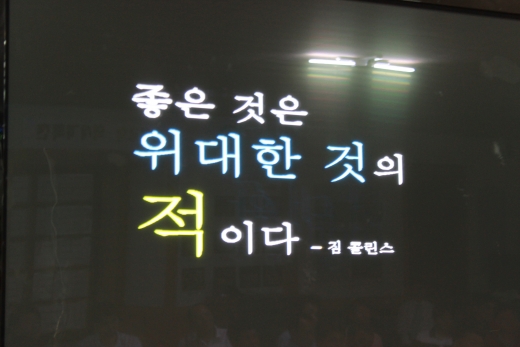 좋은 것은
위대한 것의
적이다 - 짐 콜린스